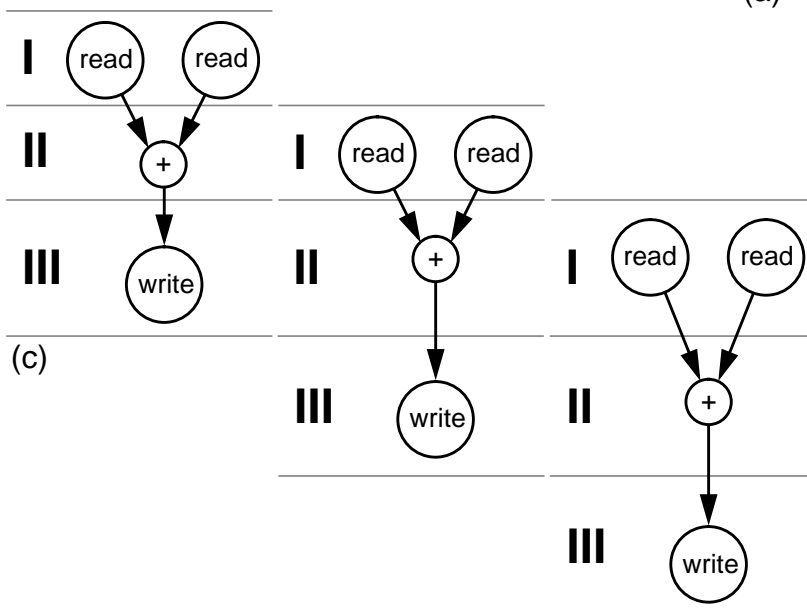 (a)
I read read
II +
I read read
III write
II +
I read read
(c)
III write
II +
III write